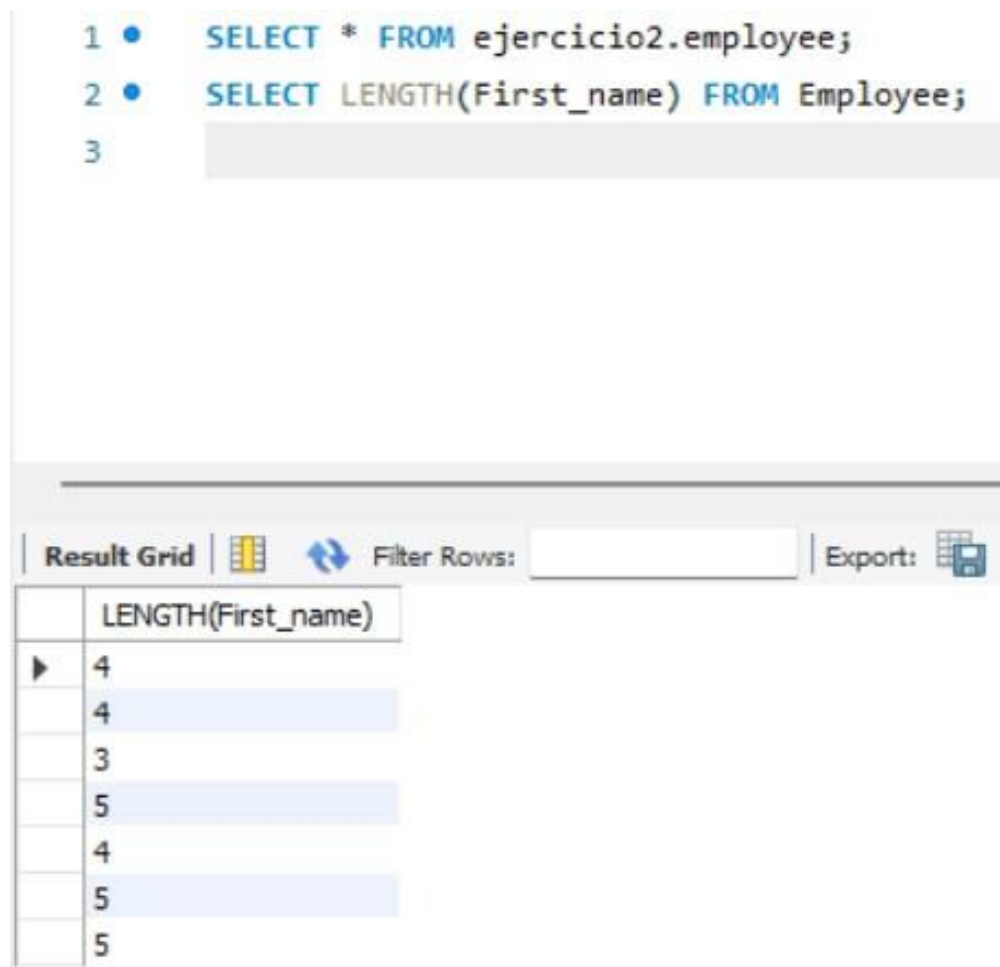 1 SELECT * FROM ejercicio2.employee;
2 SELECT LENGTH(First_name) FROM Employee;
3
Result Grid Filter Rows: Export:
LENGTH(First_name)
4
4
3
5
4
5
5